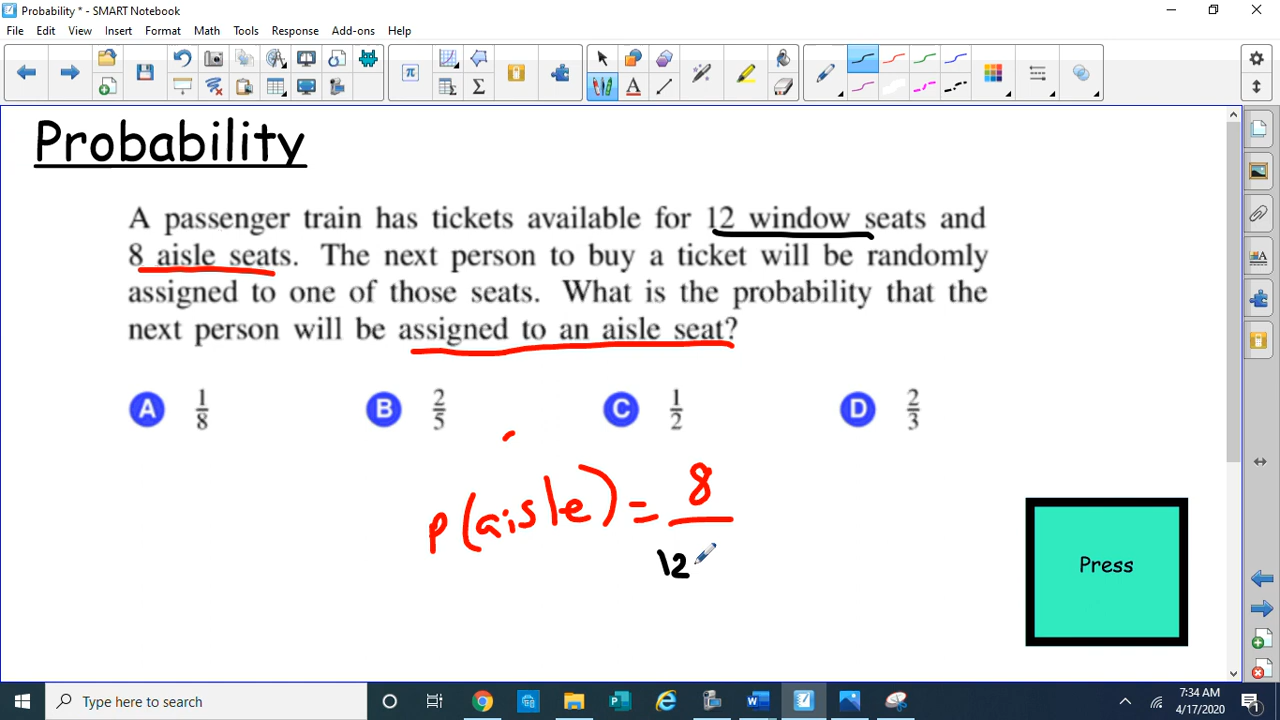 Probability * - SMART Notebook
File Edit View Insert Format Math Tools Response Add-ons Help
Probability
A passenger train has tickets available for 12 window seats and
8 aisle seats. The next person to buy a ticket will be randomly
assigned to one of those seats. What is the probability that the
next person will be assigned to an aisle seat?
A 1/8 B 2/5 C 1/2 D 2/3
P(aisle) = 8
12
Press
Type here to search
7:34 AM
4/17/2020